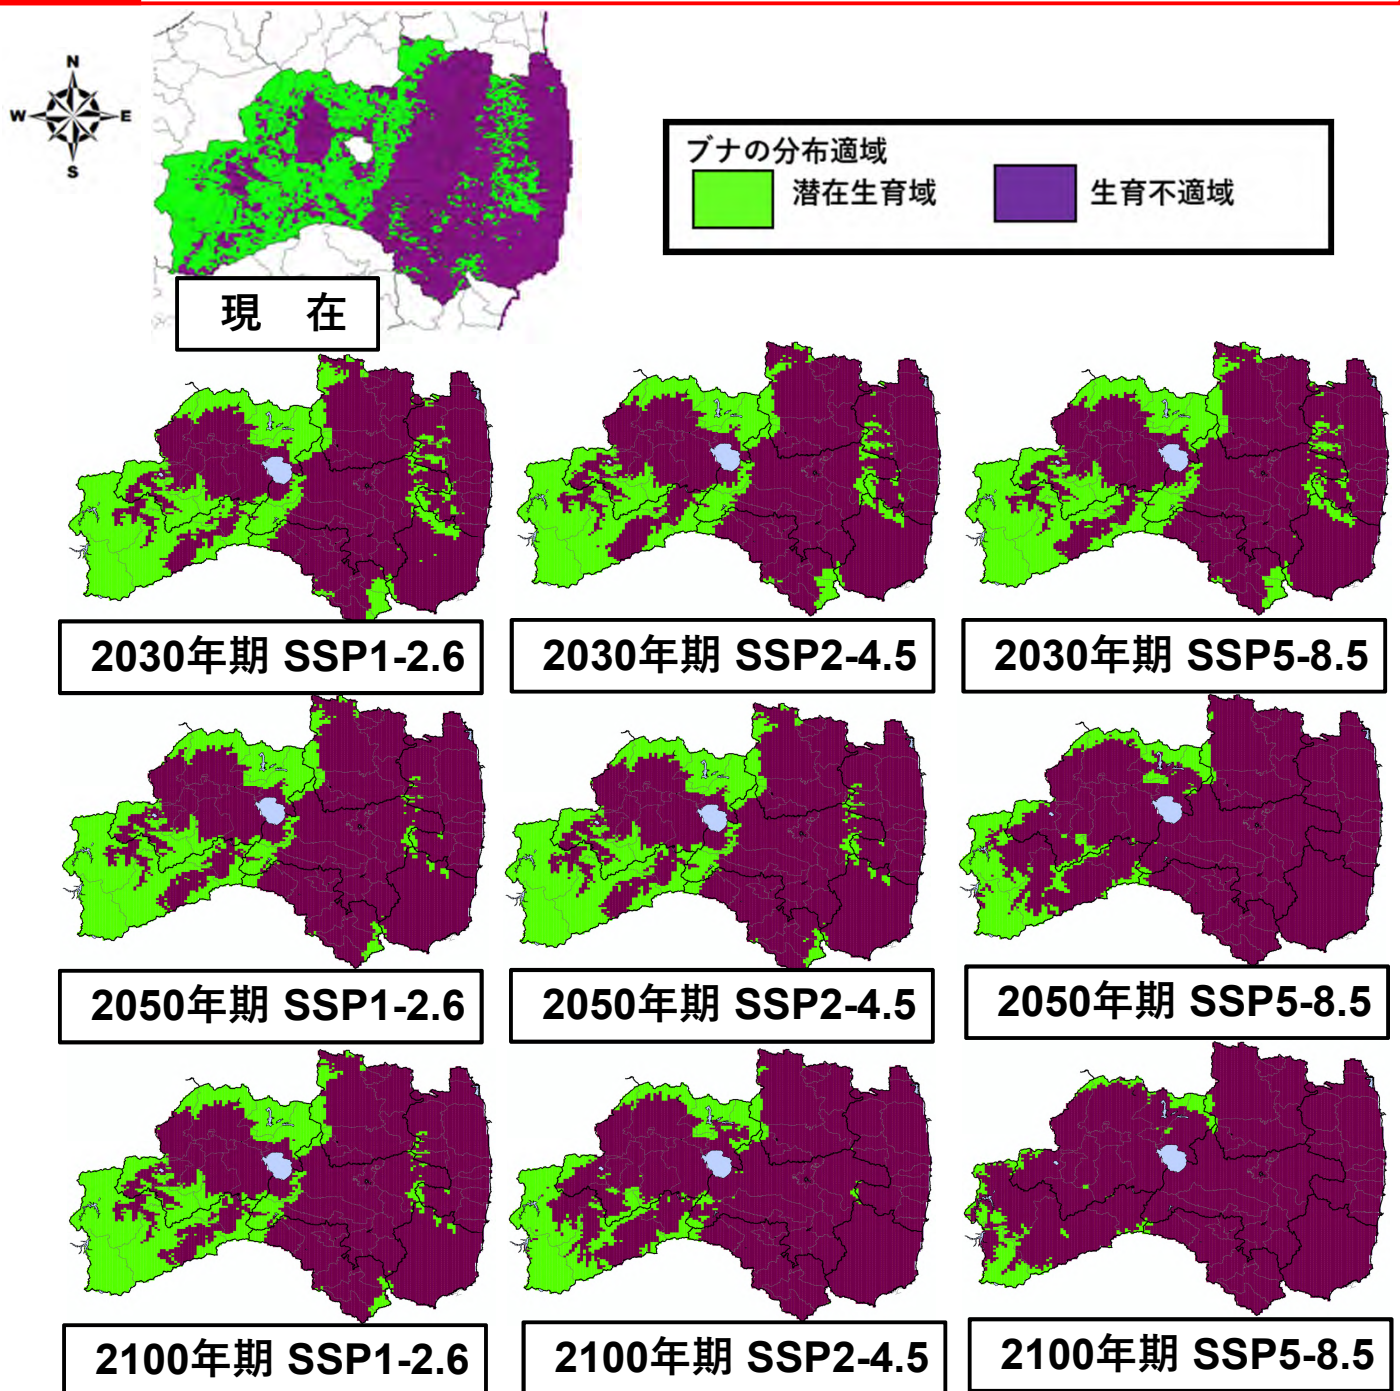 N
W
E
S
ブナの分布適域
潜在生育域
生育不適域
現　在
2030年期 SSP1-2.6
2030年期 SSP2-4.5
2030年期 SSP5-8.5
2050年期 SSP1-2.6
2050年期 SSP2-4.5
2050年期 SSP5-8.5
2100年期 SSP1-2.6
2100年期 SSP2-4.5
2100年期 SSP5-8.5